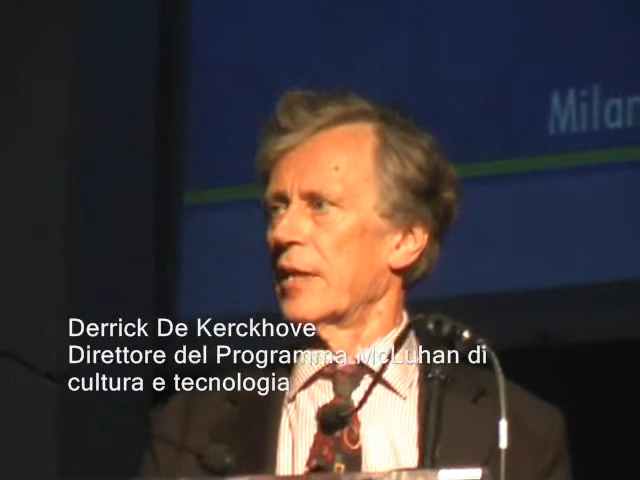 Milan
Derrick De Kerckhove
Direttore del Programma McLuhan di
cultura e tecnologia